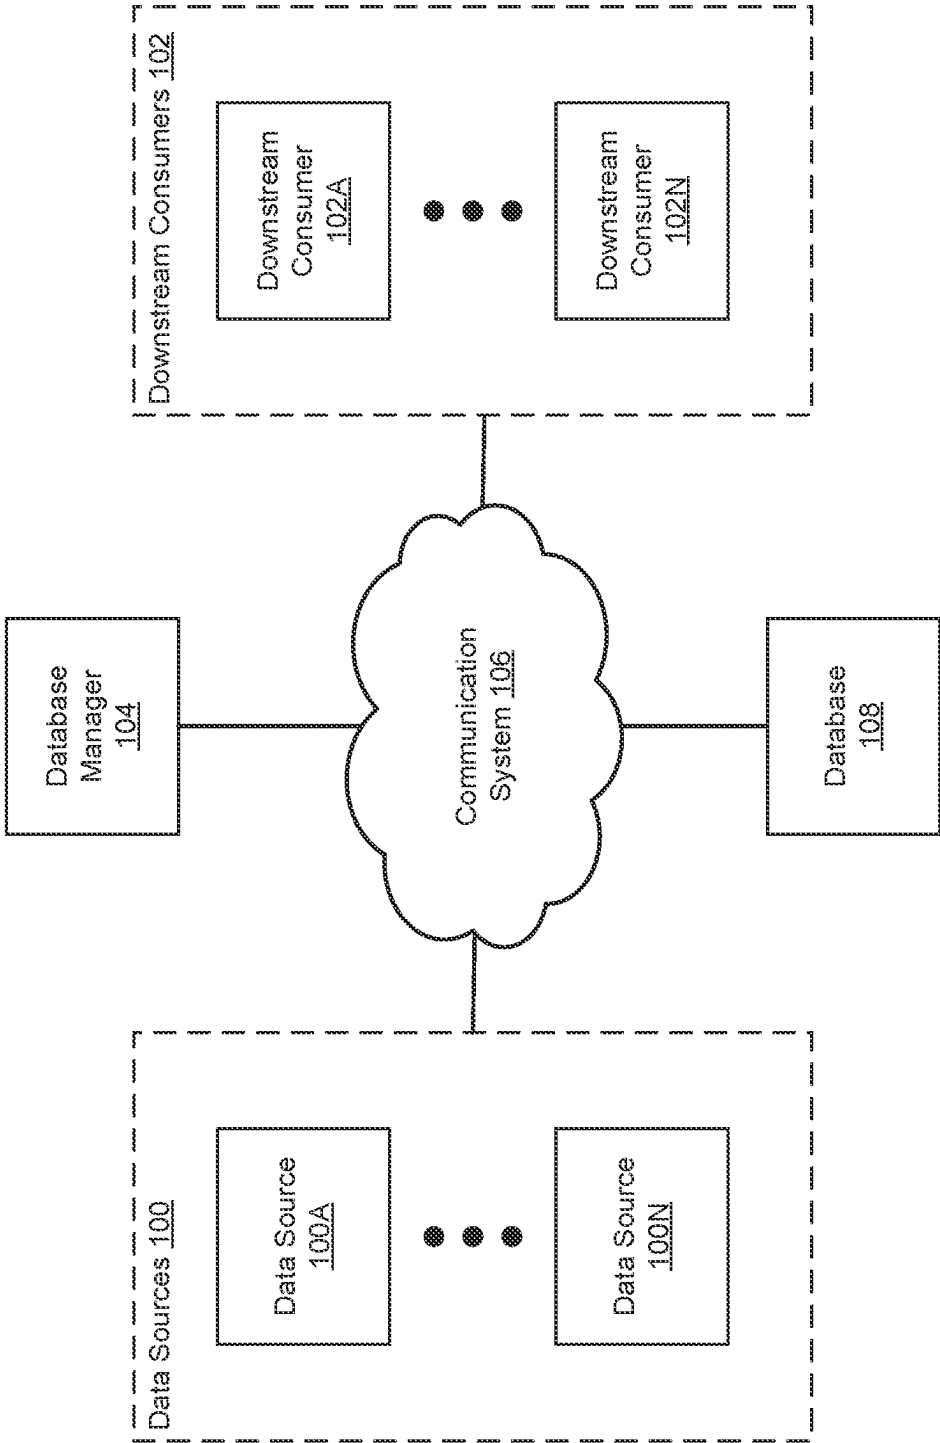 Database
Manager
104
Data Sources 100
Data Source
100A
Data Source
100N
Communication
System 106
Downstream Consumers 102
Downstream
Consumer
102A
Downstream
Consumer
102N
Database
108